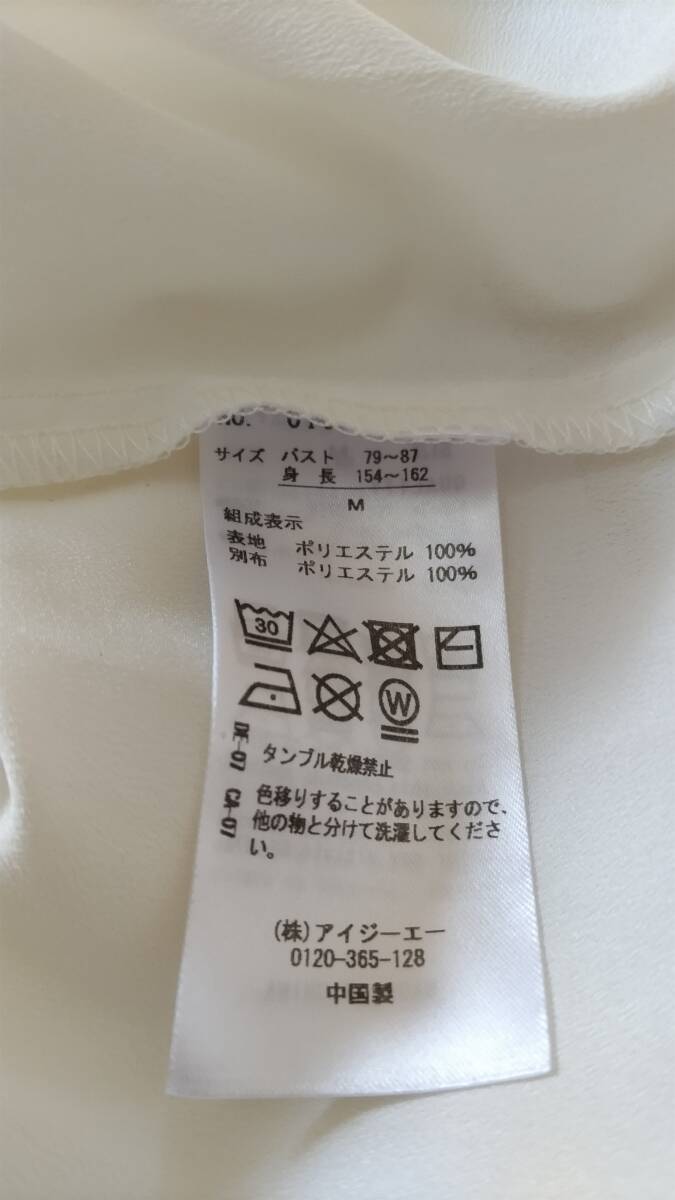 サイズ バスト 79~87
身長 154~162
M
組成表示
表地 ポリエステル 100%
別布 ポリエステル 100%
30
W
DE-07 タンブル乾燥禁止
CA-07 色移りすることがありますので、
他の物と分けて洗濯してくださ
い。
(株)アイジーエー
0120-365-128
中国製